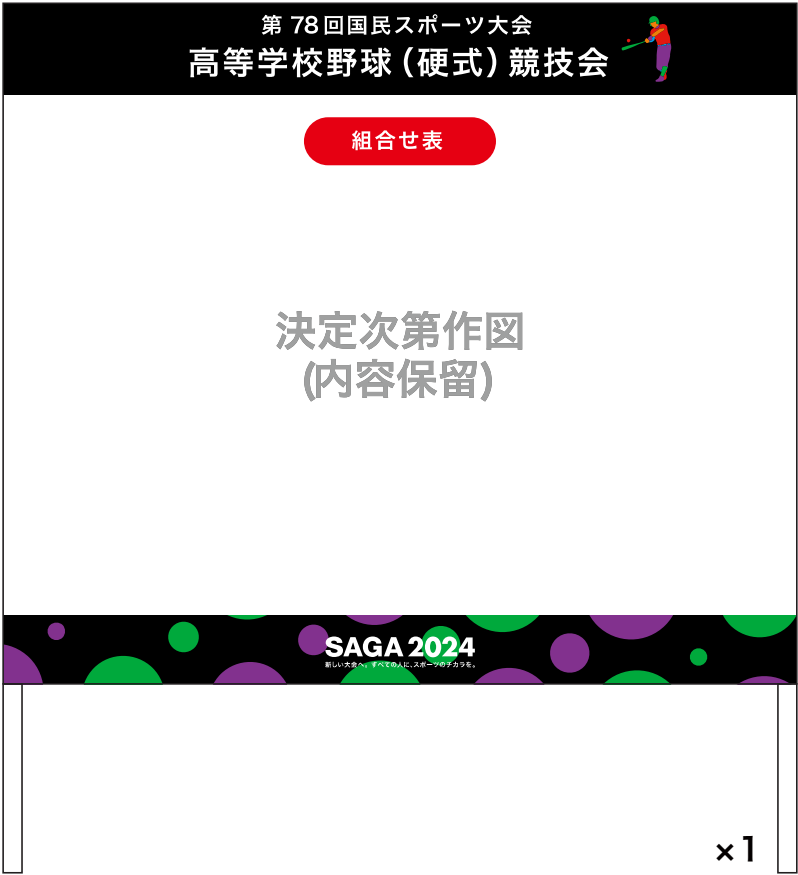 第 78回国民スポーツ大会
高等学校野球（硬式）競技会
組合せ表
決定次第作図
(内容保留)
SAGA 2024
新しい大会へ。すべての人に、スポーツのチカラを。
×1